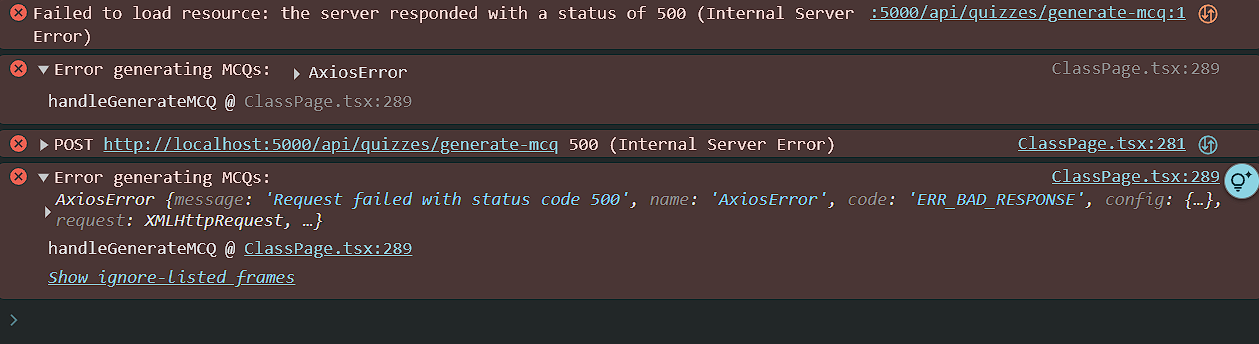 Failed to load resource: the server responded with a status of 500 (Internal Server Error) :5000/api/quizzes/generate-mcq:1
Error generating MCQs: AxiosError ClassPage.tsx:289
handleGenerateMCQ @ ClassPage.tsx:289
POST http://localhost:5000/api/quizzes/generate-mcq 500 (Internal Server Error) ClassPage.tsx:281
Error generating MCQs: ClassPage.tsx:289
AxiosError {message: 'Request failed with status code 500', name: 'AxiosError', code: 'ERR_BAD_RESPONSE', config: {…},
request: XMLHttpRequest, …}
handleGenerateMCQ @ ClassPage.tsx:289
Show ignore-listed frames